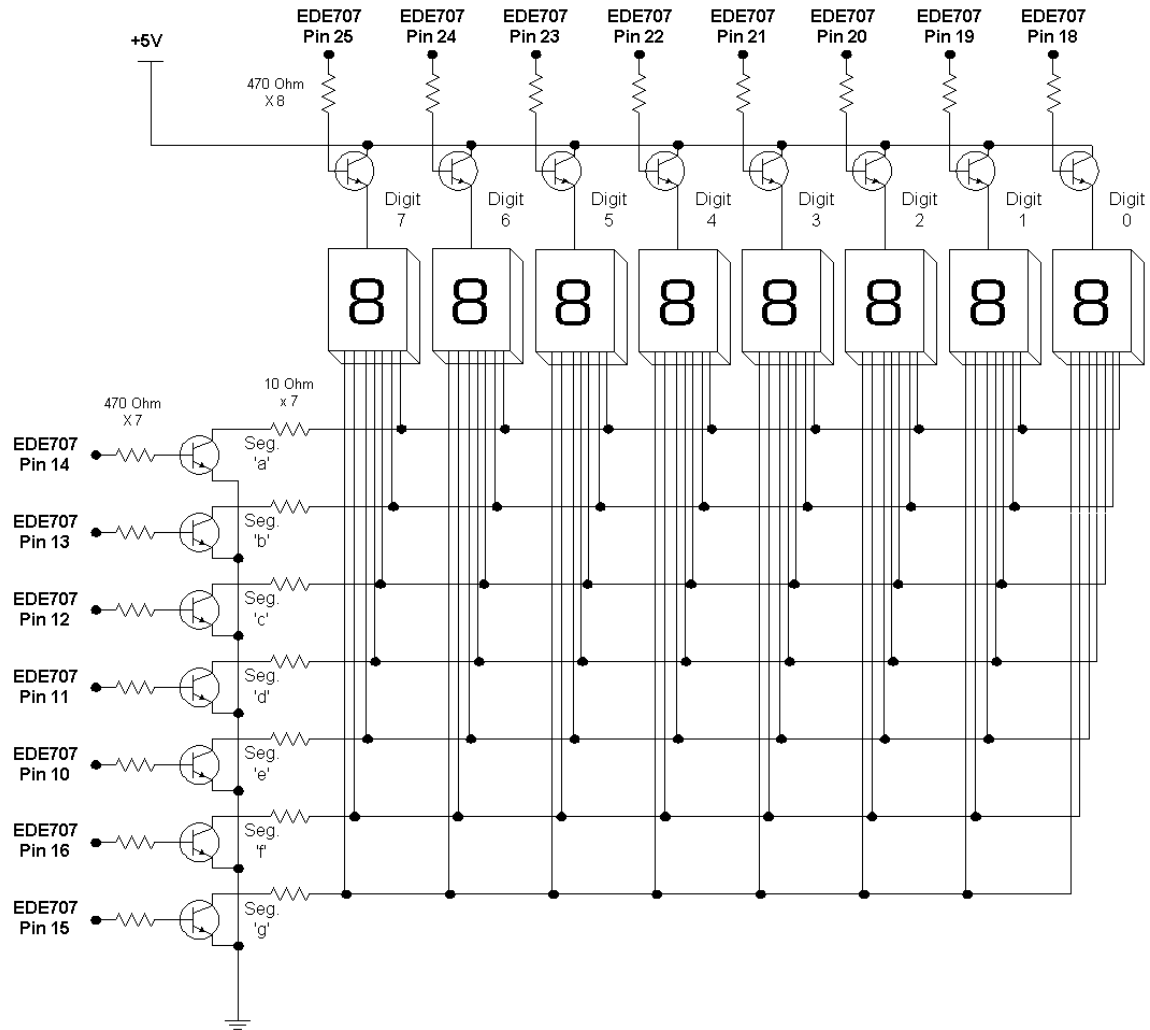 EDE707 EDE707 EDE707 EDE707 EDE707 EDE707 EDE707 EDE707
Pin 25 Pin 24 Pin 23 Pin 22 Pin 21 Pin 20 Pin 19 Pin 18
+5V
470 Ohm
X 8
Digit Digit Digit Digit Digit Digit Digit Digit
7 6 5 4 3 2 1 0
8 8 8 8 8 8 8 8
10 Ohm
x 7
470 Ohm
X 7
EDE707
Pin 14
Seg.
'a'
EDE707
Pin 13
Seg.
'b'
EDE707
Pin 12
Seg.
'c'
EDE707
Pin 11
Seg.
'd'
EDE707
Pin 10
Seg.
'e'
EDE707
Pin 16
Seg.
'f'
EDE707
Pin 15
Seg.
'g'